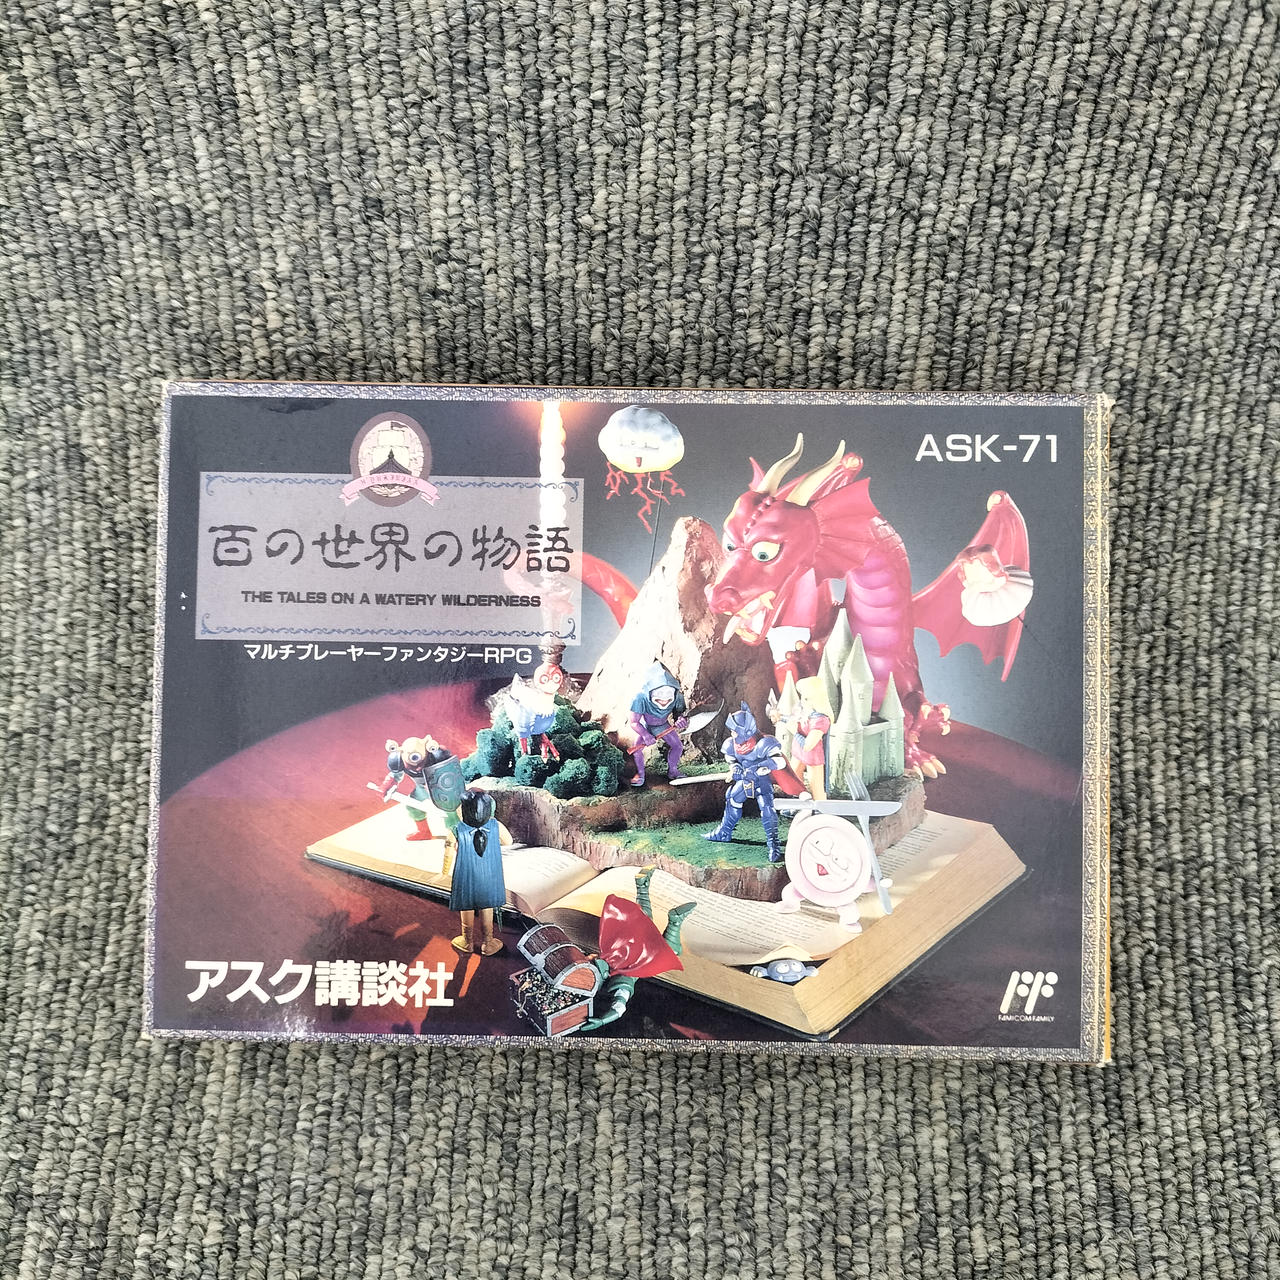 ASK-71
百の世界の物語
THE TALES ON A WATERY WILDERNESS
マルチプレーヤーファンタジーRPG
アスク講談社
FF
FAMICOM FAMILY